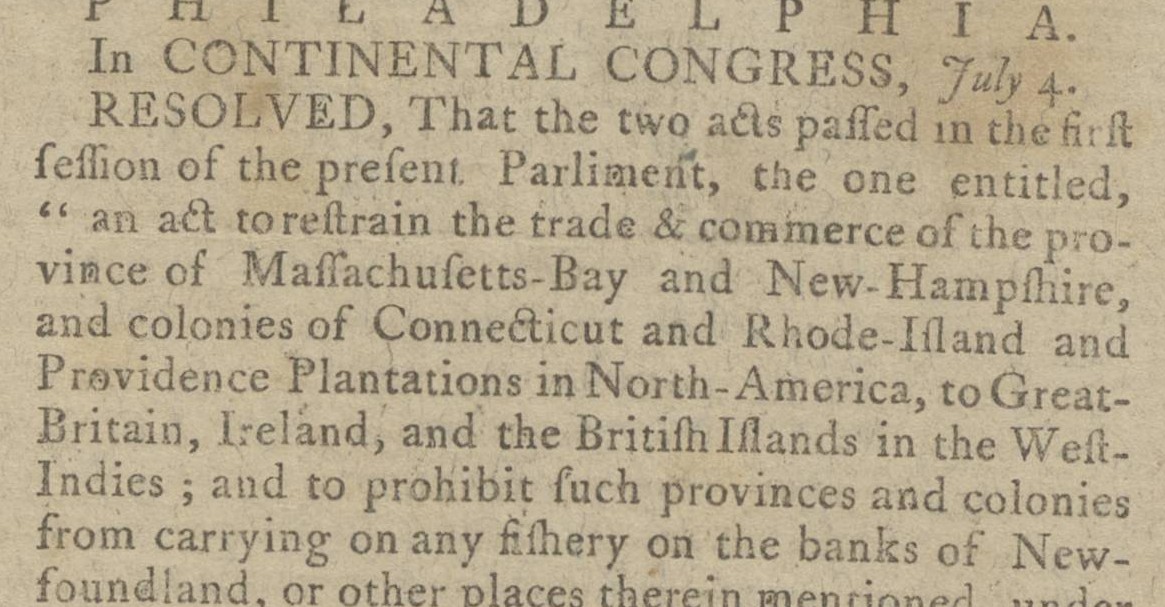 PHILADELPHIA.
In CONTINENTAL CONGRESS, July 4.
RESOLVED, That the two acts paſſed in the firſt
ſeſſion of the preſent Parliment, the one entitled,
“ an act to reſtrain the trade & commerce of the pro-
vince of Maſſachuſetts-Bay and New-Hampſhire,
and colonies of Connecticut and Rhode-Iſland and
Providence Plantations in North-America, to Great-
Britain, Ireland, and the Britiſh Iſlands in the Weſt-
Indies ; and to prohibit ſuch provinces and colonies
from carrying on any fiſhery on the banks of New-
foundland, or other places therein mentioned, under